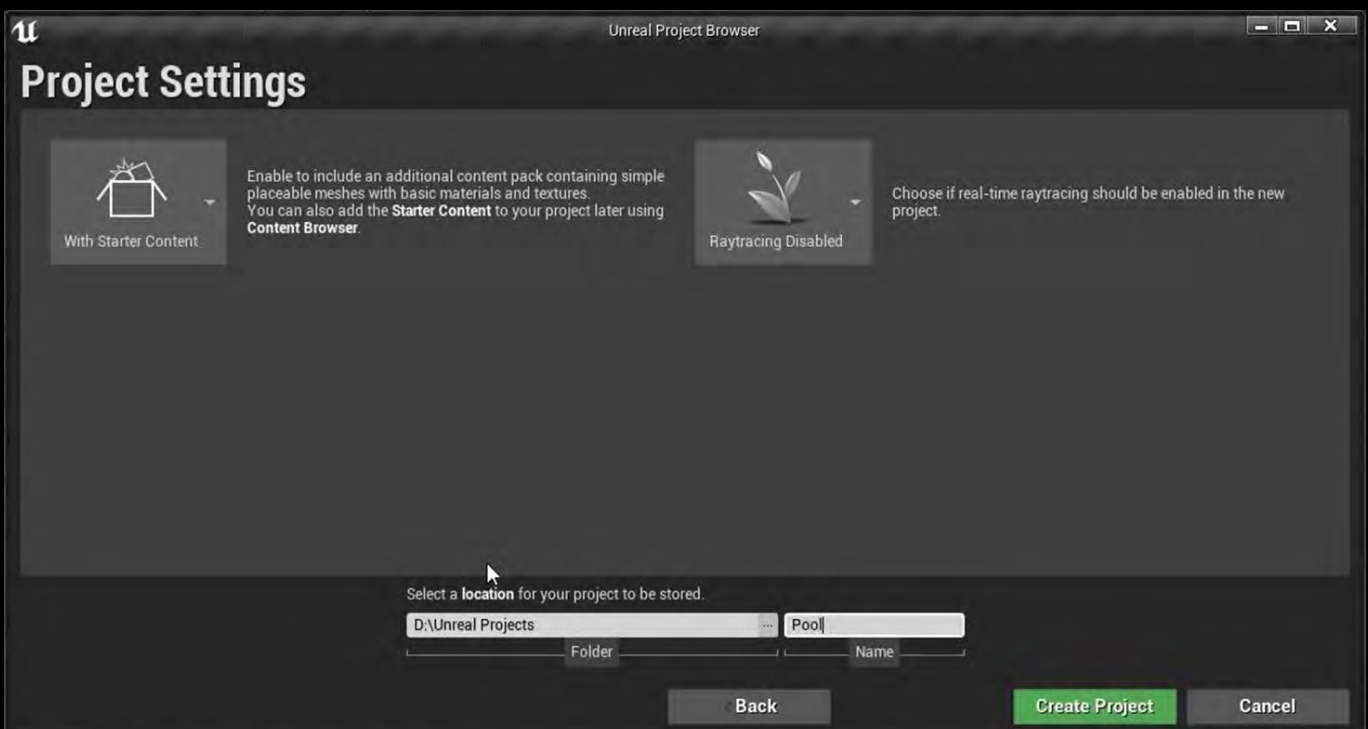 Unreal Project Browser
Project Settings
With Starter Content
Enable to include an additional content pack containing simple
placeable meshes with basic materials and textures.
You can also add the Starter Content to your project later using
Content Browser.
Raytracing Disabled
Choose if real-time raytracing should be enabled in the new
project.
Select a location for your project to be stored.
D:\Unreal Projects
...
Pool
Folder
Name
Back
Create Project
Cancel